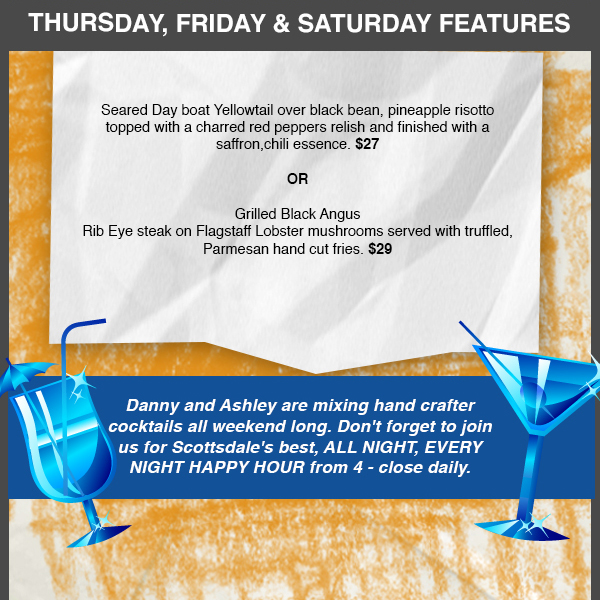 THURSDAY, FRIDAY & SATURDAY FEATURES
Seared Day boat Yellowtail over black bean, pineapple risotto
topped with a charred red peppers relish and finished with a
saffron,chili essence. $27
OR
Grilled Black Angus
Rib Eye steak on Flagstaff Lobster mushrooms served with truffled,
Parmesan hand cut fries. $29
Danny and Ashley are mixing hand crafter
cocktails all weekend long. Don't forget to join
us for Scottsdale's best, ALL NIGHT, EVERY
NIGHT HAPPY HOUR from 4 - close daily.